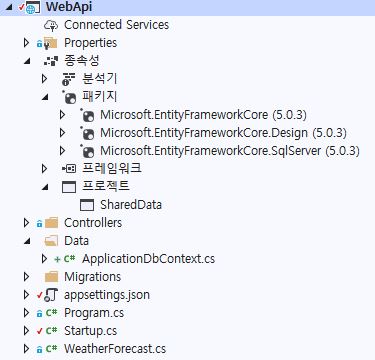 WebApi
Connected Services
Properties
종속성
분석기
패키지
Microsoft.EntityFrameworkCore (5.0.3)
Microsoft.EntityFrameworkCore.Design (5.0.3)
Microsoft.EntityFrameworkCore.SqlServer (5.0.3)
프레임워크
프로젝트
SharedData
Controllers
Data
ApplicationDbContext.cs
Migrations
appsettings.json
Program.cs
Startup.cs
WeatherForecast.cs